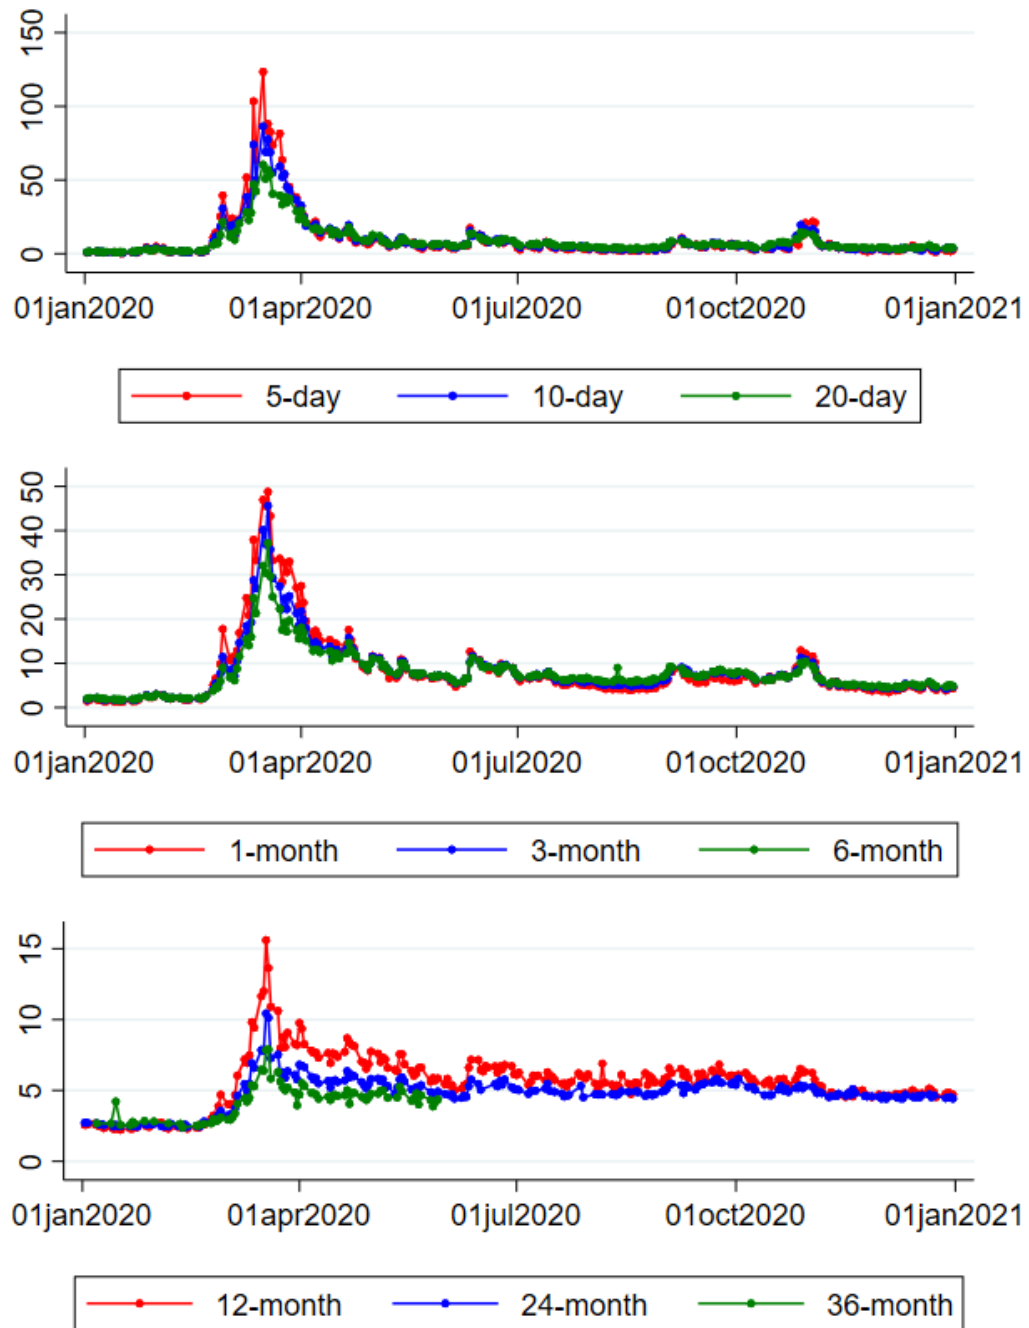 150
100
50
0
01jan2020 01apr2020 01jul2020 01oct2020 01jan2021
5-day 10-day 20-day
50
40
30
20
10
0
01jan2020 01apr2020 01jul2020 01oct2020 01jan2021
1-month 3-month 6-month
15
10
5
0
01jan2020 01apr2020 01jul2020 01oct2020 01jan2021
12-month 24-month 36-month